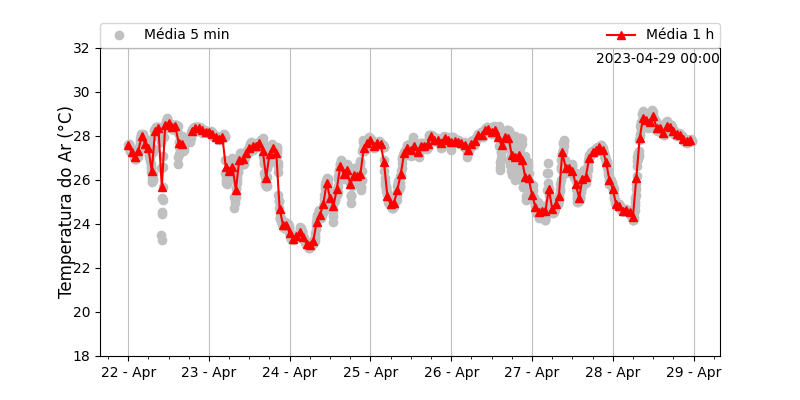 Média 5 min
Média 1 h
2023-04-29 00:00
Temperatura do Ar (°C)
32
30
28
26
24
22
20
18
22 - Apr
23 - Apr
24 - Apr
25 - Apr
26 - Apr
27 - Apr
28 - Apr
29 - Apr